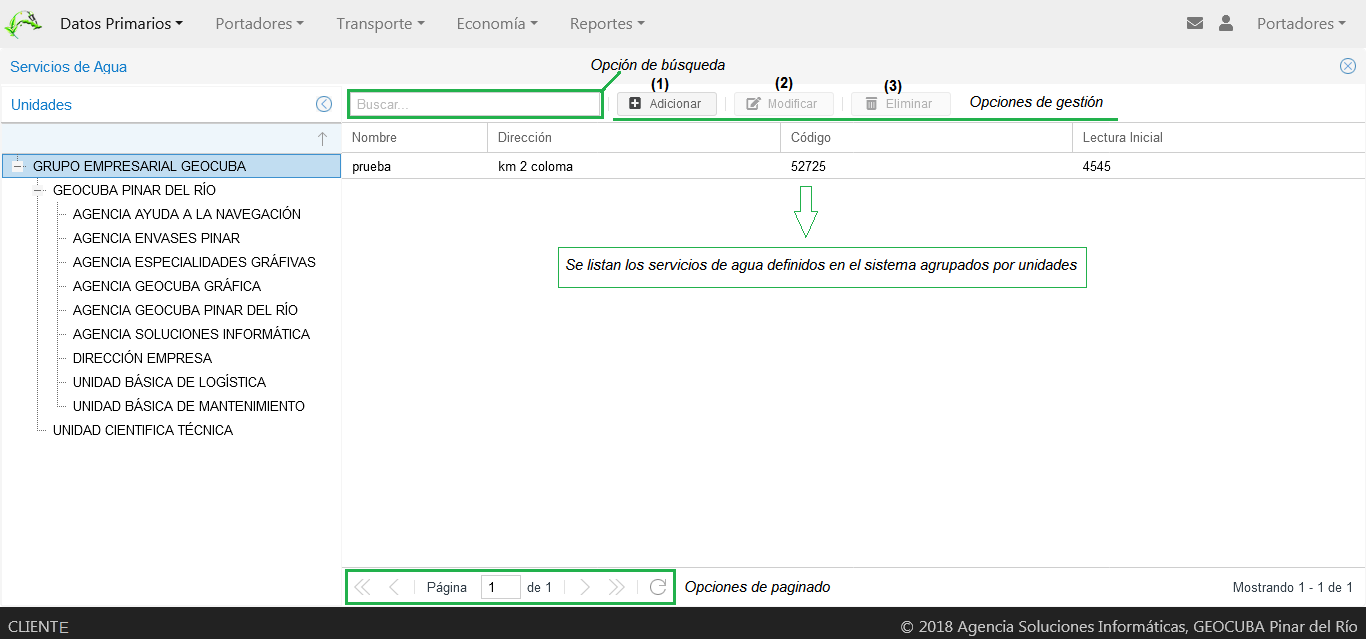 Datos Primarios Portadores Transporte Economía Reportes Portadores
Servicios de Agua
Opción de búsqueda
Unidades
Buscar...
(1) (2) (3)
Adicionar Modificar Eliminar
Opciones de gestión
Nombre Dirección Código Lectura Inicial
prueba km 2 coloma 52725 4545
GRUPO EMPRESARIAL GEOCUBA
GEOCUBA PINAR DEL RÍO
AGENCIA AYUDA A LA NAVEGACIÓN
AGENCIA ENVASES PINAR
AGENCIA ESPECIALIDADES GRÁFIVAS
AGENCIA GEOCUBA GRÁFICA
AGENCIA GEOCUBA PINAR DEL RÍO
AGENCIA SOLUCIONES INFORMÁTICA
DIRECCIÓN EMPRESA
UNIDAD BÁSICA DE LOGÍSTICA
UNIDAD BÁSICA DE MANTENIMIENTO
UNIDAD CIENTIFICA TÉCNICA
Se listan los servicios de agua definidos en el sistema agrupados por unidades
Página 1 de 1
Opciones de paginado
Mostrando 1 - 1 de 1
CLIENTE
© 2018 Agencia Soluciones Informáticas, GEOCUBA Pinar del Río